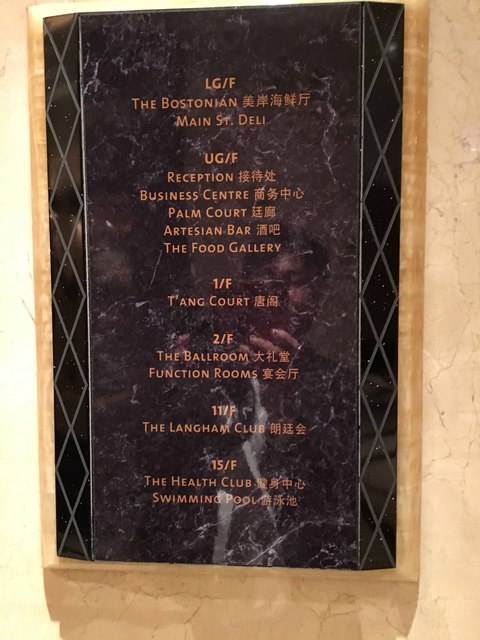 LG/F
THE BOSTONIAN 美岸海鲜厅
MAIN ST. DELI
UG/F
RECEPTION 接待处
BUSINESS CENTRE 商务中心
PALM COURT 廷廊
ARTESIAN BAR 酒吧
THE FOOD GALLERY
1/F
T'ANG COURT 唐阁
2/F
THE BALLROOM 大礼堂
FUNCTION ROOMS 宴会厅
11/F
THE LANGHAM CLUB 朗廷会
15/F
THE HEALTH CLUB 健身中心
SWIMMING POOL 游泳池